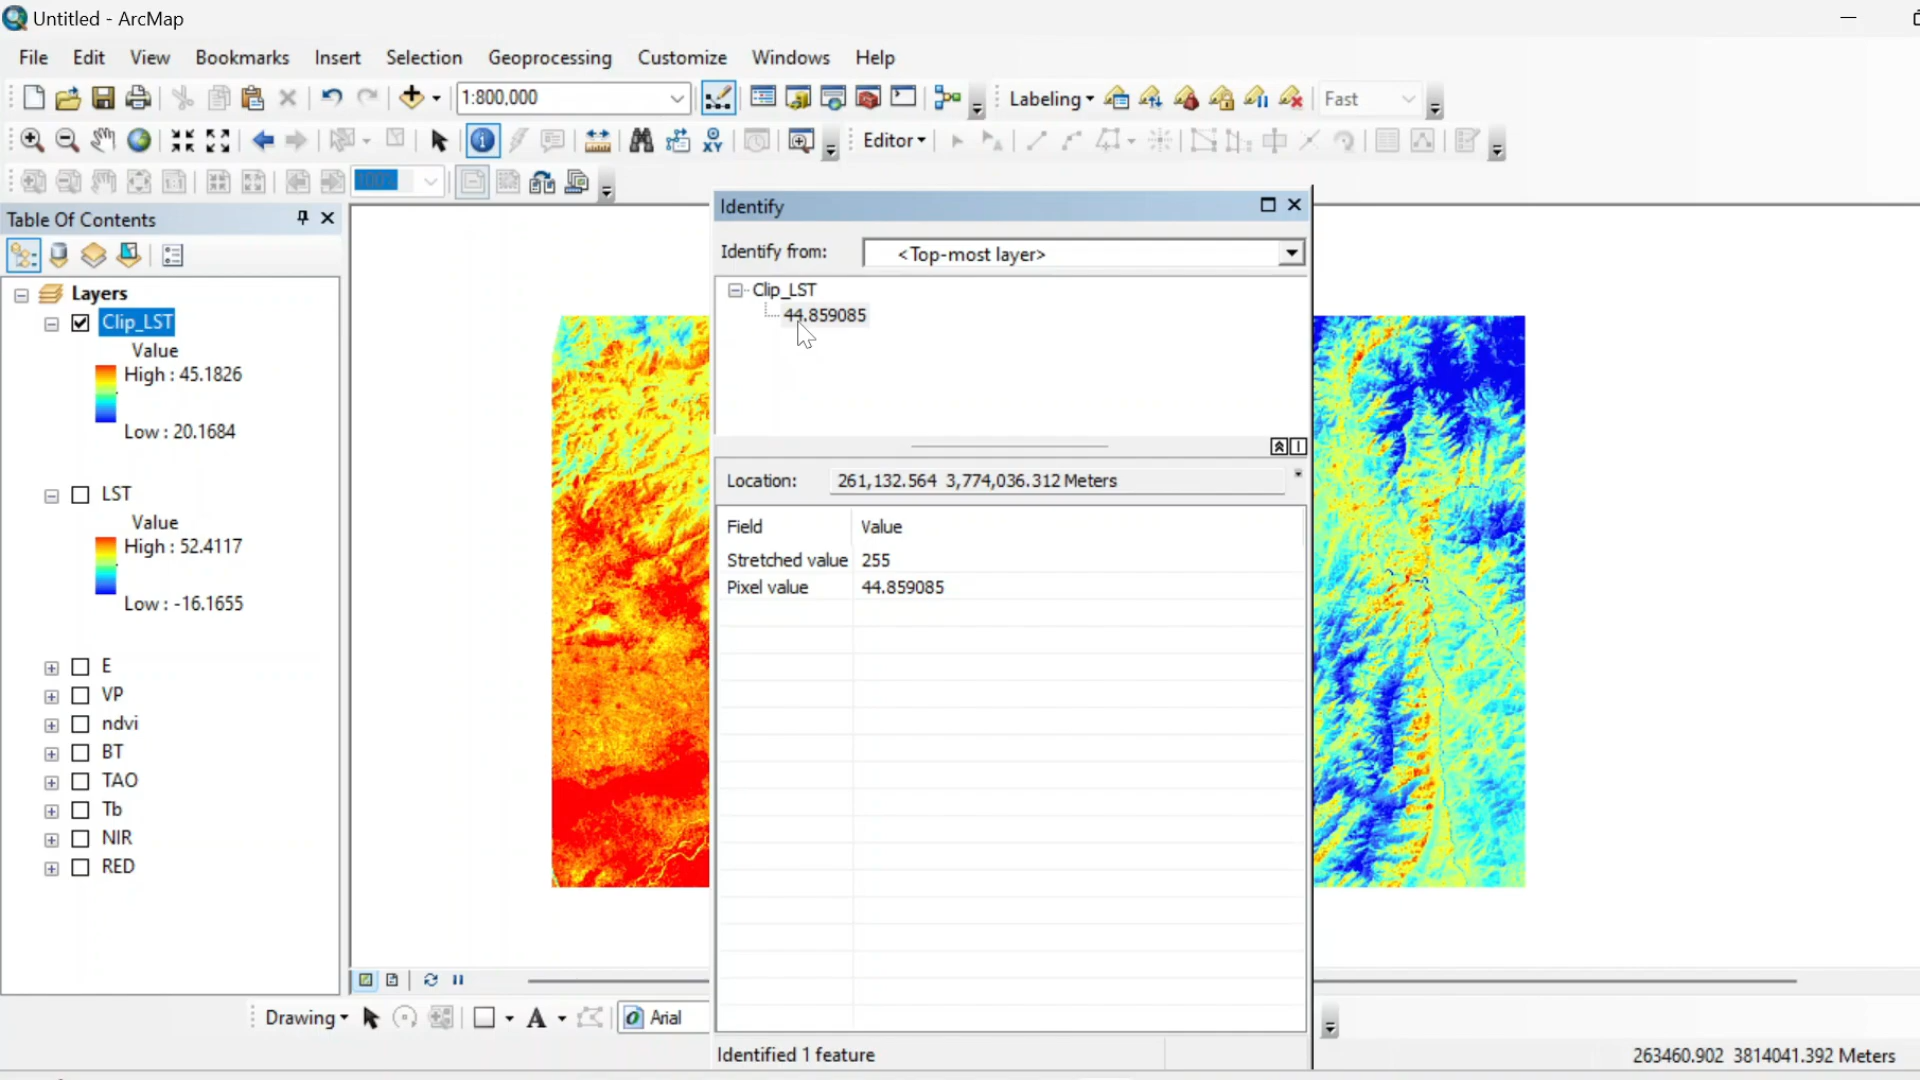 Untitled - ArcMap
File Edit View Bookmarks Insert Selection Geoprocessing Customize Windows Help
1:800,000 Labeling Fast
Editor
100%
Table Of Contents
Layers
Clip_LST
Value
High : 45.1826
Low : 20.1684
LST
Value
High : 52.4117
Low : -16.1655
E
VP
ndvi
BT
TAO
Tb
NIR
RED
Identify
Identify from: <Top-most layer>
Clip_LST
44.859085
Location: 261,132.564 3,774,036.312 Meters
Field Value
Stretched value 255
Pixel value 44.859085
Identified 1 feature
Drawing A Arial
263460.902 3814041.392 Meters